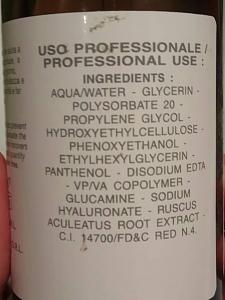 USO PROFESSIONALE /
PROFESSIONAL USE :
INGREDIENTS :
AQUA/WATER - GLYCERIN -
POLYSORBATE 20 -
PROPYLENE GLYCOL -
HYDROXYETHYLCELLULOSE -
PHENOXYETHANOL -
ETHYLHEXYLGLYCERIN -
PANTHENOL - DISODIUM EDTA
- VP/VA COPOLYMER -
GLUCAMINE - SODIUM
HYALURONATE - RUSCUS
ACULEATUS ROOT EXTRACT -
C.I. 14700/FD&C RED N.4.